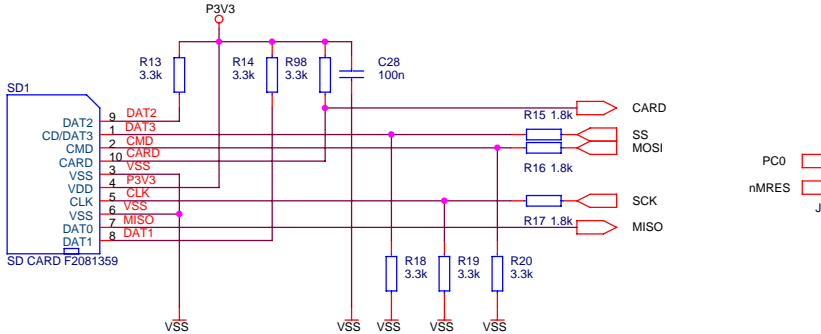 P3V3
R13
3.3k
R14
3.3k
R98
3.3k
C28
100n
SD1
DAT2 9 DAT2
CD/DAT3 1 DAT3
CMD 2 CMD
CARD 10 CARD
VSS 3 VSS
VDD 4 P3V3
CLK 5 CLK
VSS 6 VSS
DAT0 7 MISO
DAT1 8 DAT1
SD CARD F2081359
CARD
R15 1.8k
SS
MOSI
R16 1.8k
SCK
R17 1.8k
MISO
R18
3.3k
R19
3.3k
R20
3.3k
VSS
VSS
VSS
VSS
VSS
PC0
nMRES
J